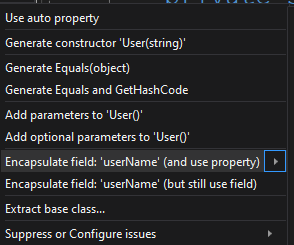 Use auto property
Generate constructor 'User(string)'
Generate Equals(object)
Generate Equals and GetHashCode
Add parameters to 'User()'
Add optional parameters to 'User()'
Encapsulate field: 'userName' (and use property)
Encapsulate field: 'userName' (but still use field)
Extract base class...
Suppress or Configure issues